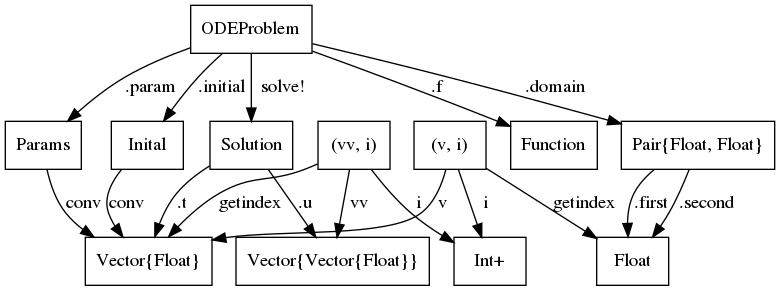 ODEProblem
.param
.initial
solve!
.f
.domain
Params
Inital
Solution
(vv, i)
(v, i)
Function
Pair{Float, Float}
conv
conv
.t
getindex
.u
vv
i
v
i
getindex
.first
.second
Vector{Float}
Vector{Vector{Float}}
Int+
Float